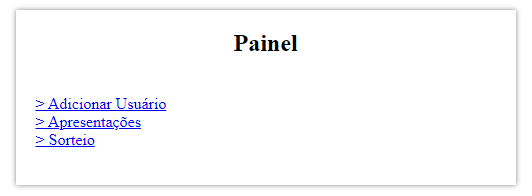 Painel
> Adicionar Usuário
> Apresentações
> Sorteio